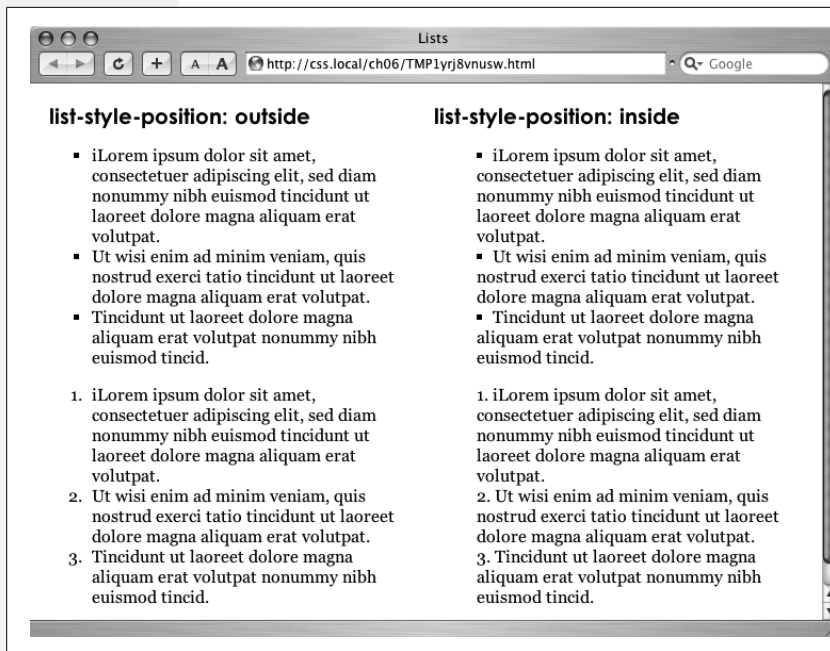 Lists
A A http://css.local/ch06/TMP1yrj8vnusw.html Google
list-style-position: outside
▪ iLorem ipsum dolor sit amet,
consectetuer adipiscing elit, sed diam
nonummy nibh euismod tincidunt ut
laoreet dolore magna aliquam erat
volutpat.
▪ Ut wisi enim ad minim veniam, quis
nostrud exerci tatio tincidunt ut laoreet
dolore magna aliquam erat volutpat.
▪ Tincidunt ut laoreet dolore magna
aliquam erat volutpat nonummy nibh
euismod tincid.
1. iLorem ipsum dolor sit amet,
consectetuer adipiscing elit, sed diam
nonummy nibh euismod tincidunt ut
laoreet dolore magna aliquam erat
volutpat.
2. Ut wisi enim ad minim veniam, quis
nostrud exerci tatio tincidunt ut laoreet
dolore magna aliquam erat volutpat.
3. Tincidunt ut laoreet dolore magna
aliquam erat volutpat nonummy nibh
euismod tincid.
list-style-position: inside
▪ iLorem ipsum dolor sit amet,
consectetuer adipiscing elit, sed diam
nonummy nibh euismod tincidunt ut
laoreet dolore magna aliquam erat
volutpat.
▪ Ut wisi enim ad minim veniam, quis
nostrud exerci tatio tincidunt ut laoreet
dolore magna aliquam erat volutpat.
▪ Tincidunt ut laoreet dolore magna
aliquam erat volutpat nonummy nibh
euismod tincid.
1. iLorem ipsum dolor sit amet,
consectetuer adipiscing elit, sed diam
nonummy nibh euismod tincidunt ut
laoreet dolore magna aliquam erat
volutpat.
2. Ut wisi enim ad minim veniam, quis
nostrud exerci tatio tincidunt ut laoreet
dolore magna aliquam erat volutpat.
3. Tincidunt ut laoreet dolore magna
aliquam erat volutpat nonummy nibh
euismod tincid.